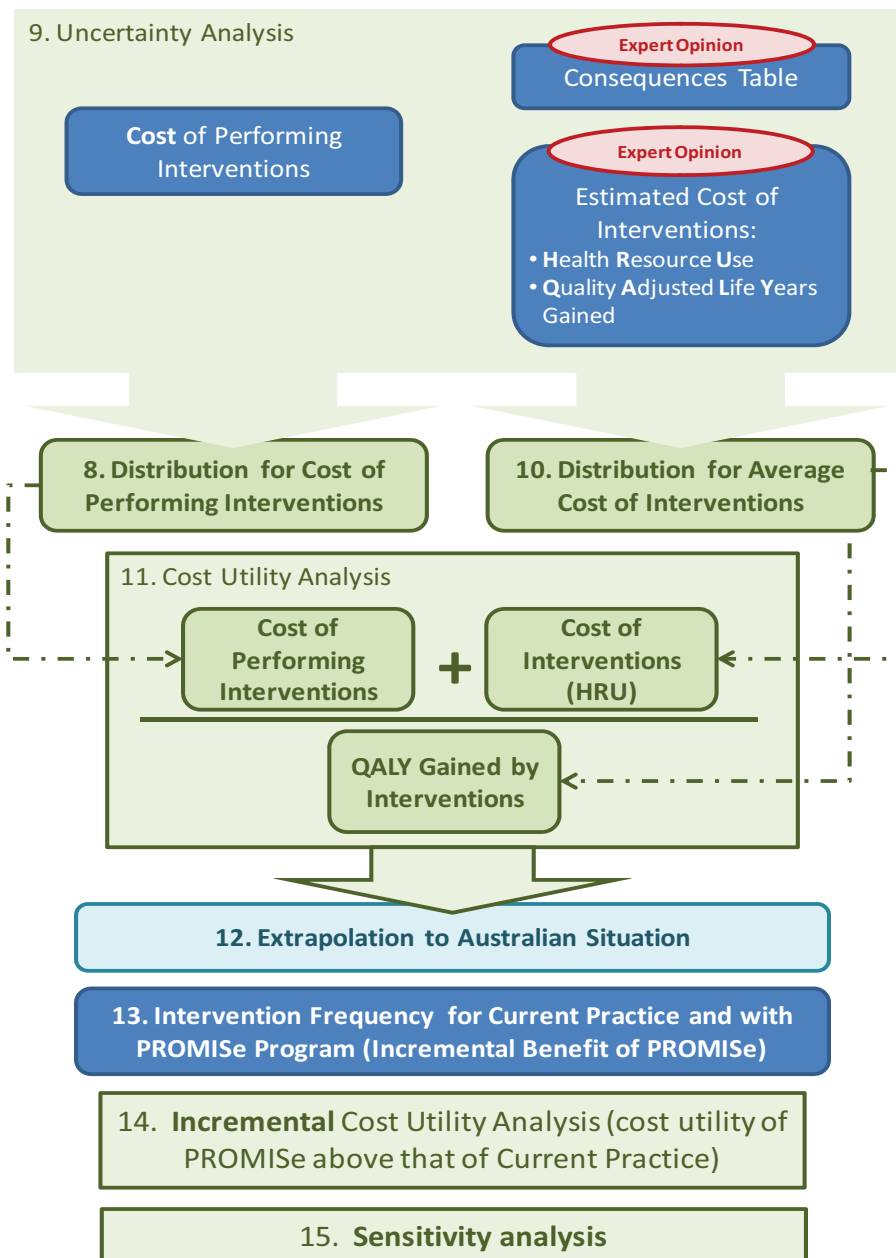 9. Uncertainty Analysis
Cost of Performing
Interventions
Expert Opinion
Consequences Table
Expert Opinion
Estimated Cost of
Interventions:
• Health Resource Use
• Quality Adjusted Life Years
Gained
8. Distribution for Cost of
Performing Interventions
10. Distribution for Average
Cost of Interventions
11. Cost Utility Analysis
Cost of
Performing
Interventions
+
Cost of
Interventions
(HRU)
QALY Gained by
Interventions
12. Extrapolation to Australian Situation
13. Intervention Frequency for Current Practice and with
PROMISe Program (Incremental Benefit of PROMISe)
14. Incremental Cost Utility Analysis (cost utility of
PROMISe above that of Current Practice)
15. Sensitivity analysis